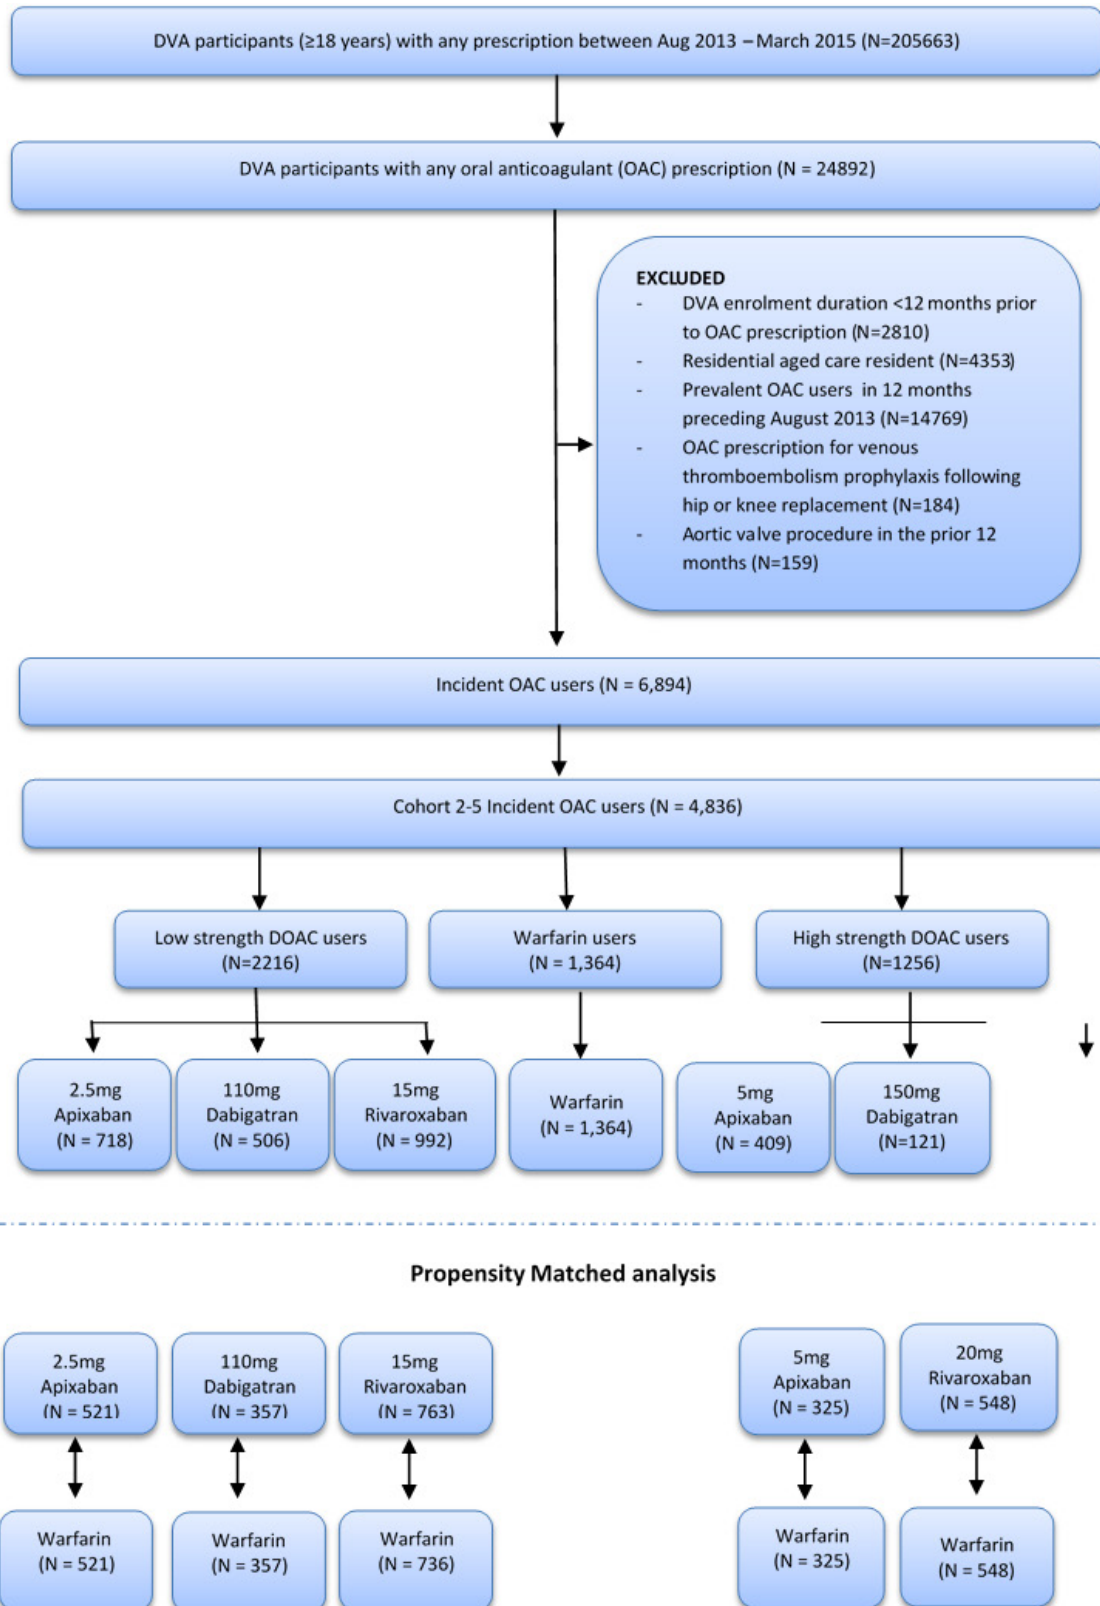 DVA participants (≥18 years) with any prescription between Aug 2013 – March 2015 (N=205663)
DVA participants with any oral anticoagulant (OAC) prescription (N = 24892)
EXCLUDED
- DVA enrolment duration <12 months prior
to OAC prescription (N=2810)
- Residential aged care resident (N=4353)
- Prevalent OAC users in 12 months
preceding August 2013 (N=14769)
- OAC prescription for venous
thromboembolism prophylaxis following
hip or knee replacement (N=184)
- Aortic valve procedure in the prior 12
months (N=159)
Incident OAC users (N = 6,894)
Cohort 2-5 Incident OAC users (N = 4,836)
Low strength DOAC users
(N=2216)
Warfarin users
(N = 1,364)
High strength DOAC users
(N=1256)
2.5mg
Apixaban
(N = 718)
110mg
Dabigatran
(N = 506)
15mg
Rivaroxaban
(N = 992)
Warfarin
(N = 1,364)
5mg
Apixaban
(N = 409)
150mg
Dabigatran
(N=121)
Propensity Matched analysis
2.5mg
Apixaban
(N = 521)
110mg
Dabigatran
(N = 357)
15mg
Rivaroxaban
(N = 763)
5mg
Apixaban
(N = 325)
20mg
Rivaroxaban
(N = 548)
Warfarin
(N = 521)
Warfarin
(N = 357)
Warfarin
(N = 736)
Warfarin
(N = 325)
Warfarin
(N = 548)